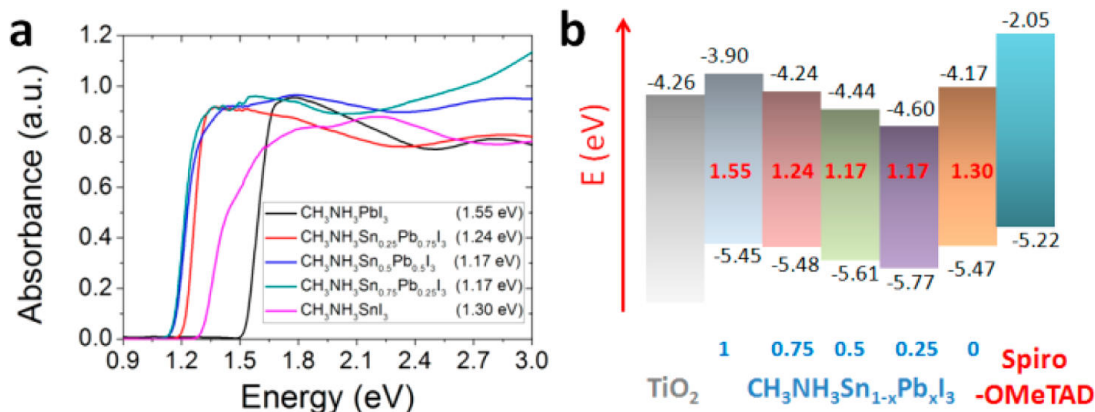 a
Absorbance (a.u.)
1.2
1.0
0.8
0.6
0.4
0.2
0.0
CH₃NH₃PbI₃ (1.55 eV)
CH₃NH₃Sn₀.₂₅Pb₀.₇₅I₃ (1.24 eV)
CH₃NH₃Sn₀.₅Pb₀.₅I₃ (1.17 eV)
CH₃NH₃Sn₀.₇₅Pb₀.₂₅I₃ (1.17 eV)
CH₃NH₃SnI₃ (1.30 eV)
0.9 1.2 1.5 1.8 2.1 2.4 2.7 3.0
Energy (eV)
b
E (eV)
-2.05
-3.90
-4.26 -4.24 -4.17
-4.44
-4.60
1.55 1.24 1.17 1.17 1.30
-5.22
-5.45 -5.48 -5.47
-5.61
-5.77
1 0.75 0.5 0.25 0
TiO₂ CH₃NH₃Sn₁₋ₓPbₓI₃
Spiro
-OMeTAD